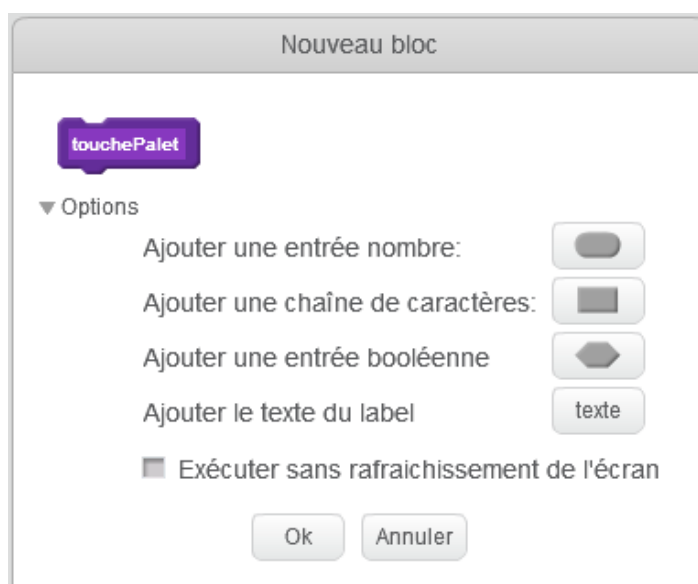 Nouveau bloc
touchePalet
Options
Ajouter une entrée nombre:
Ajouter une chaîne de caractères:
Ajouter une entrée booléenne
Ajouter le texte du label texte
Exécuter sans rafraichissement de l'écran
Ok Annuler